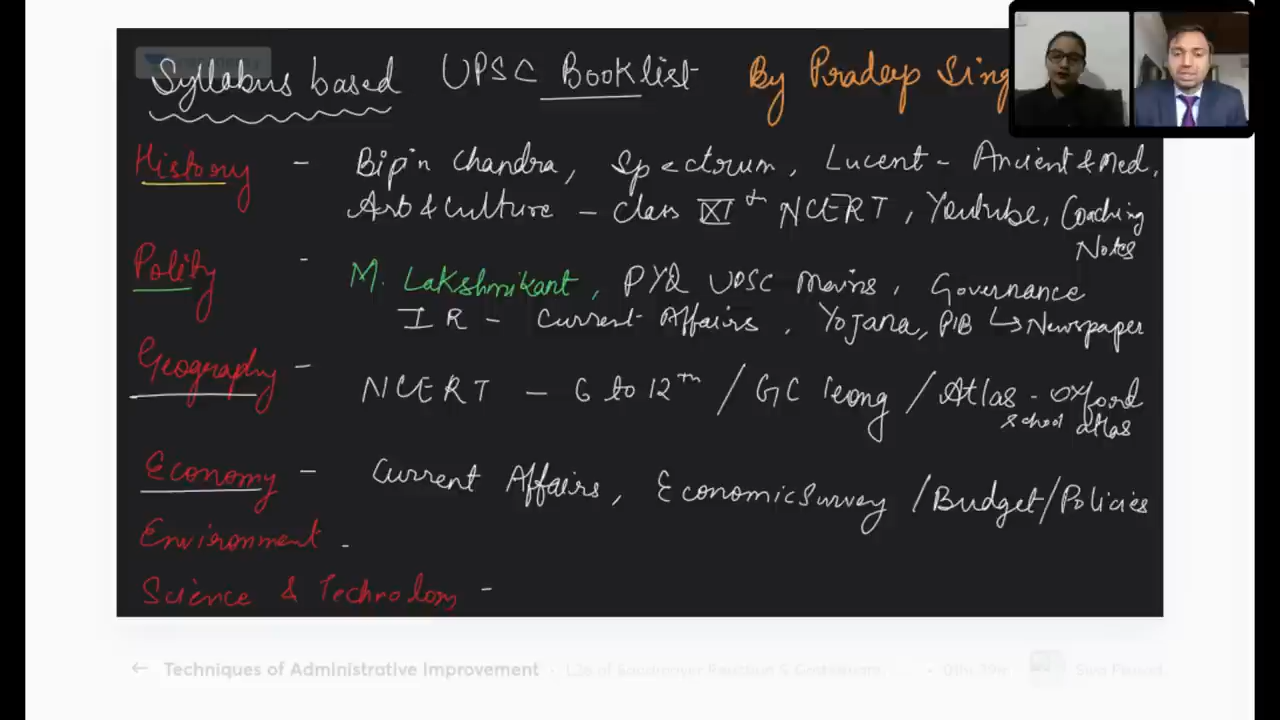 Syllabus based UPSC Booklist By Pradeep Sing
History - Bipin Chandra, Spectrum, Lucent - Ancient & Med,
Art & Culture - Class XI th NCERT, Youtube, Coaching
Notes
Polity - M. Lakshmikant, PYQ UPSC Mains, Governance
IR - Current Affairs, Yojana, PIB ↳ Newspaper
Geography - NCERT - 6 to 12th / GC leong / Atlas - Oxford
school atlas
Economy - Current Affairs, Economic Survey / Budget / Policies
Environment -
Science & Technology -
← Techniques of Administrative Improvement